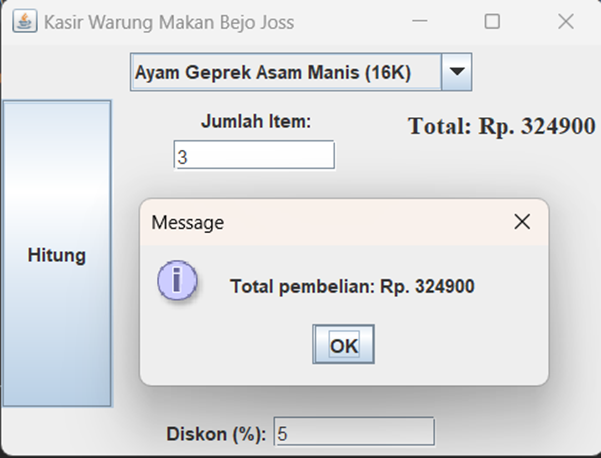 Kasir Warung Makan Bejo Joss
Ayam Geprek Asam Manis (16K)
Jumlah Item:
3
Total: Rp. 324900
Hitung
Message
Total pembelian: Rp. 324900
OK
Diskon (%): 5